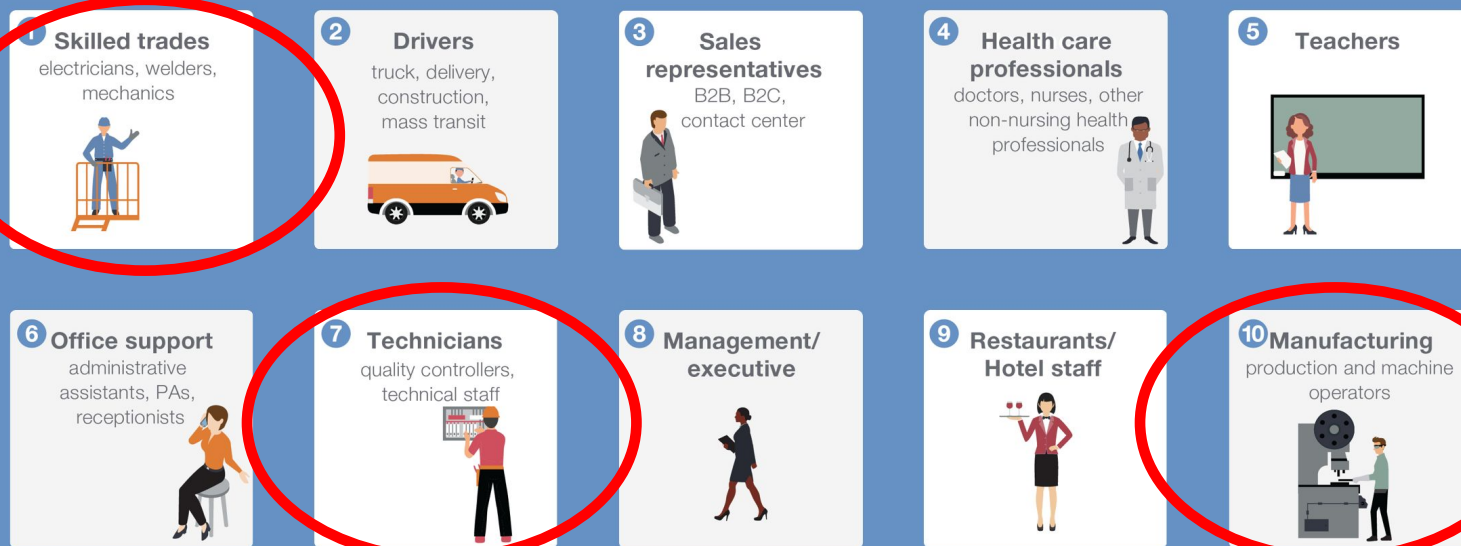 1
Skilled trades
electricians, welders,
mechanics
2
Drivers
truck, delivery,
construction,
mass transit
3
Sales
representatives
B2B, B2C,
contact center
4
Health care
professionals
doctors, nurses, other
non-nursing health
professionals
5
Teachers
6
Office support
administrative
assistants, PAs,
receptionists
7
Technicians
quality controllers,
technical staff
8
Management/
executive
9
Restaurants/
Hotel staff
10
Manufacturing
production and machine
operators